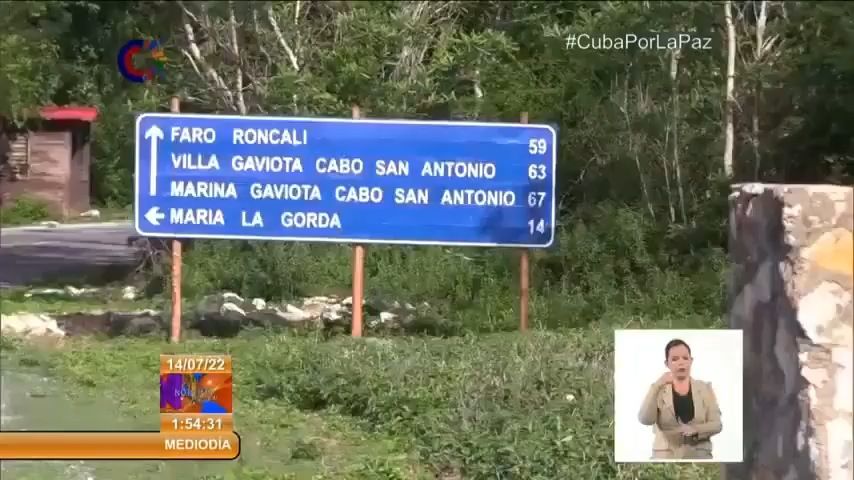 #CubaPorLaPaz
FARO RONCALI 59
VILLA GAVIOTA CABO SAN ANTONIO 63
MARINA GAVIOTA CABO SAN ANTONIO 67
MARIA LA GORDA 14
14/07/22
1:54:31
MEDIODÍA